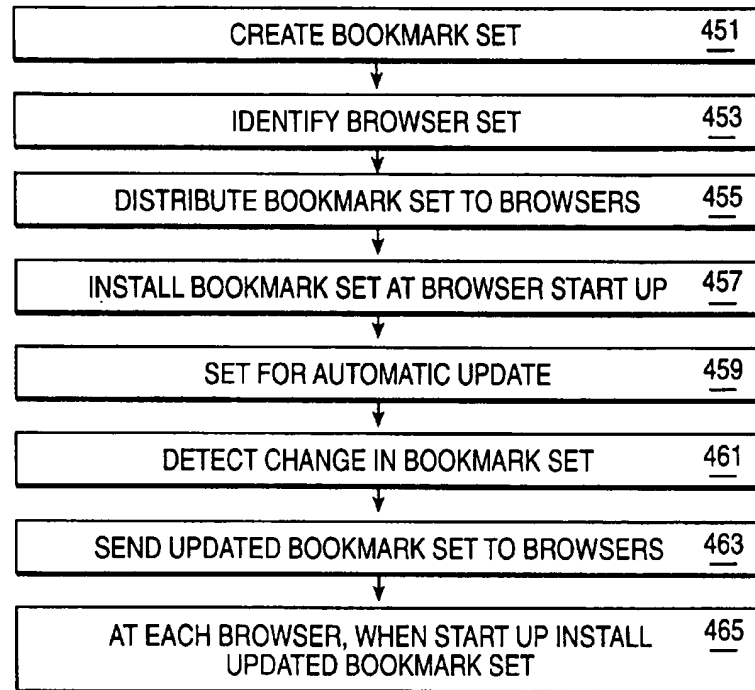 CREATE BOOKMARK SET 451
IDENTIFY BROWSER SET 453
DISTRIBUTE BOOKMARK SET TO BROWSERS 455
INSTALL BOOKMARK SET AT BROWSER START UP 457
SET FOR AUTOMATIC UPDATE 459
DETECT CHANGE IN BOOKMARK SET 461
SEND UPDATED BOOKMARK SET TO BROWSERS 463
AT EACH BROWSER, WHEN START UP INSTALL 465
UPDATED BOOKMARK SET